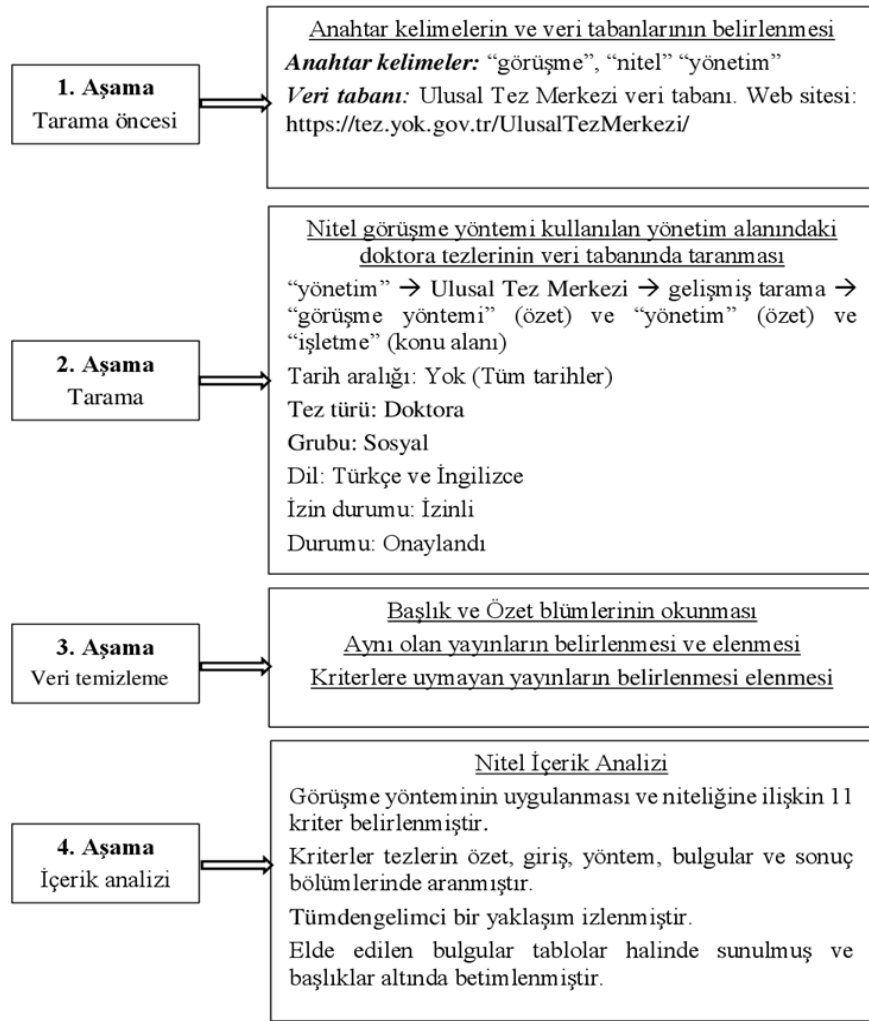 1. Aşama
Tarama öncesi
Anahtar kelimelerin ve veri tabanlarının belirlenmesi
Anahtar kelimeler: “görüşme”, “nitel” “yönetim”
Veri tabanı: Ulusal Tez Merkezi veri tabanı. Web sitesi:
https://tez.yok.gov.tr/UlusalTezMerkezi/
2. Aşama
Tarama
Nitel görüşme yöntemi kullanılan yönetim alanındaki
doktora tezlerinin veri tabanında taranması
“yönetim” → Ulusal Tez Merkezi → gelişmiş tarama →
“görüşme yöntemi” (özet) ve “yönetim” (özet) ve
“işletme” (konu alanı)
Tarih aralığı: Yok (Tüm tarihler)
Tez türü: Doktora
Grubu: Sosyal
Dil: Türkçe ve İngilizce
İzin durumu: İzinli
Durumu: Onaylandı
3. Aşama
Veri temizleme
Başlık ve Özet blümlerinin okunması
Aynı olan yayınların belirlenmesi ve elenmesi
Kriterlere uymayan yayınların belirlenmesi elenmesi
4. Aşama
İçerik analizi
Nitel İçerik Analizi
Görüşme yönteminin uygulanması ve niteliğine ilişkin 11
kriter belirlenmiştir.
Kriterler tezlerin özet, giriş, yöntem, bulgular ve sonuç
bölümlerinde aranmıştır.
Tümdengelimci bir yaklaşım izlenmiştir.
Elde edilen bulgular tablolar halinde sunulmuş ve
başlıklar altında betimlenmiştir.